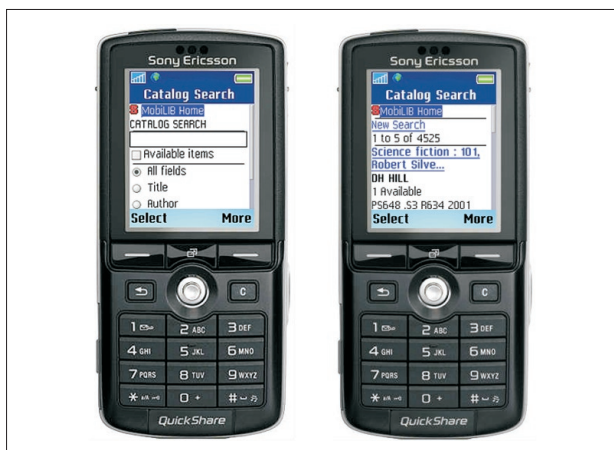 Sony Ericsson
Catalog Search
MobiLIB Home
CATALOG SEARCH
Available items
All fields
Title
Author
Select More
1
2 ABC
3 DEF
4 GHI
5 JKL
6 MNO
7 PQRS
8 TUV
9 WXYZ
* a/A
0 +
#
C
QuickShare
Sony Ericsson
Catalog Search
MobiLIB Home
New Search
1 to 5 of 4525
Science fiction : 101,
Robert Silve...
DH HILL
1 Available
PS648 .S3 R634 2001
Select More
C
1
2 ABC
3 DEF
4 GHI
5 JKL
6 MNO
7 PQRS
8 TUV
9 WXYZ
* a/A
0 +
#
QuickShare